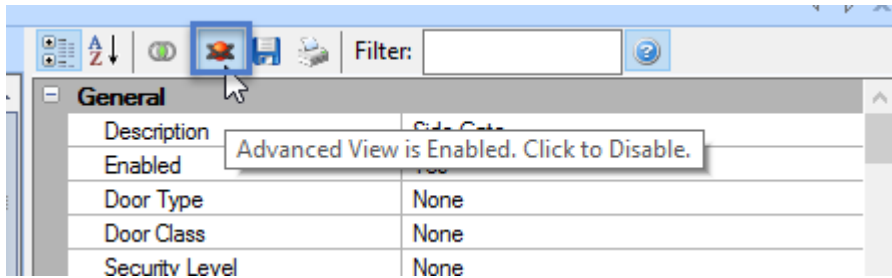 A
Z
Filter:
General
Description
Advanced View is Enabled. Click to Disable.
Enabled
Door Type None
Door Class None
Security Level None